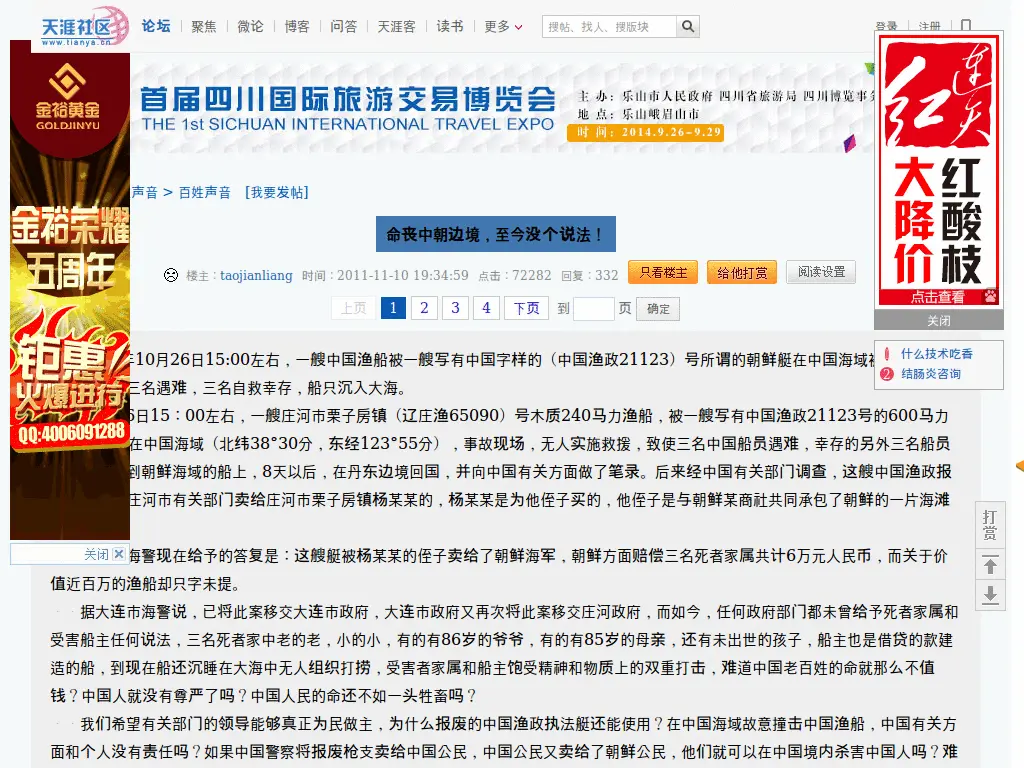 天涯社区
www.tianya.cn
论坛 聚焦 微论 博客 问答 天涯客 读书 更多
搜帖、找人、搜版块
登录 注册
首届四川国际旅游交易博览会
THE 1st SICHUAN INTERNATIONAL TRAVEL EXPO
主 办：乐山市人民政府 四川省旅游局 四川博览事务
地 点：乐山峨眉山市
时 间：2014.9.26-9.29
金裕黄金
GOLDJINYU
金裕荣耀
五周年
钜惠
火爆进行
QQ:4006091288
关闭
红连天
红酸枝
大降价
点击查看
关闭
什么技术吃香
2 结肠炎咨询
声音 > 百姓声音 [我要发帖]
命丧中朝边境，至今没个说法！
楼主：taojianliang 时间：2011-11-10 19:34:59 点击：72282 回复：332
只看楼主 给他打赏 阅读设置
上页 1 2 3 4 下页 到 页 确定
10月26日15:00左右，一艘中国渔船被一艘写有中国字样的（中国渔政21123）号所谓的朝鲜艇在中国海域
三名遇难，三名自救幸存，船只沉入大海。
6日15：00左右，一艘庄河市栗子房镇（辽庄渔65090）号木质240马力渔船，被一艘写有中国渔政21123号的600马力
在中国海域（北纬38°30分，东经123°55分），事故现场，无人实施救援，致使三名中国船员遇难，幸存的另外三名船员
到朝鲜海域的船上，8天以后，在丹东边境回国，并向中国有关方面做了笔录。后来经中国有关部门调查，这艘中国渔政报
庄河市有关部门卖给庄河市栗子房镇杨某某的，杨某某是为他侄子买的，他侄子是与朝鲜某商社共同承包了朝鲜的一片海滩
海警现在给予的答复是：这艘艇被杨某某的侄子卖给了朝鲜海军，朝鲜方面赔偿三名死者家属共计6万元人民币，而关于价
值近百万的渔船却只字未提。
据大连市海警说，已将此案移交大连市政府，大连市政府又再次将此案移交庄河政府，而如今，任何政府部门都未曾给予死者家属和
受害船主任何说法，三名死者家中老的老，小的小，有的有86岁的爷爷，有的有85岁的母亲，还有未出世的孩子，船主也是借贷的款建
造的船，到现在船还沉睡在大海中无人组织打捞，受害者家属和船主饱受精神和物质上的双重打击，难道中国老百姓的命就那么不值
钱？中国人就没有尊严了吗？中国人民的命还不如一头牲畜吗？
我们希望有关部门的领导能够真正为民做主，为什么报废的中国渔政执法艇还能使用？在中国海域故意撞击中国渔船，中国有关方
面和个人没有责任吗？如果中国警察将报废枪支卖给中国公民，中国公民又卖给了朝鲜公民，他们就可以在中国境内杀害中国人吗？难
打赏